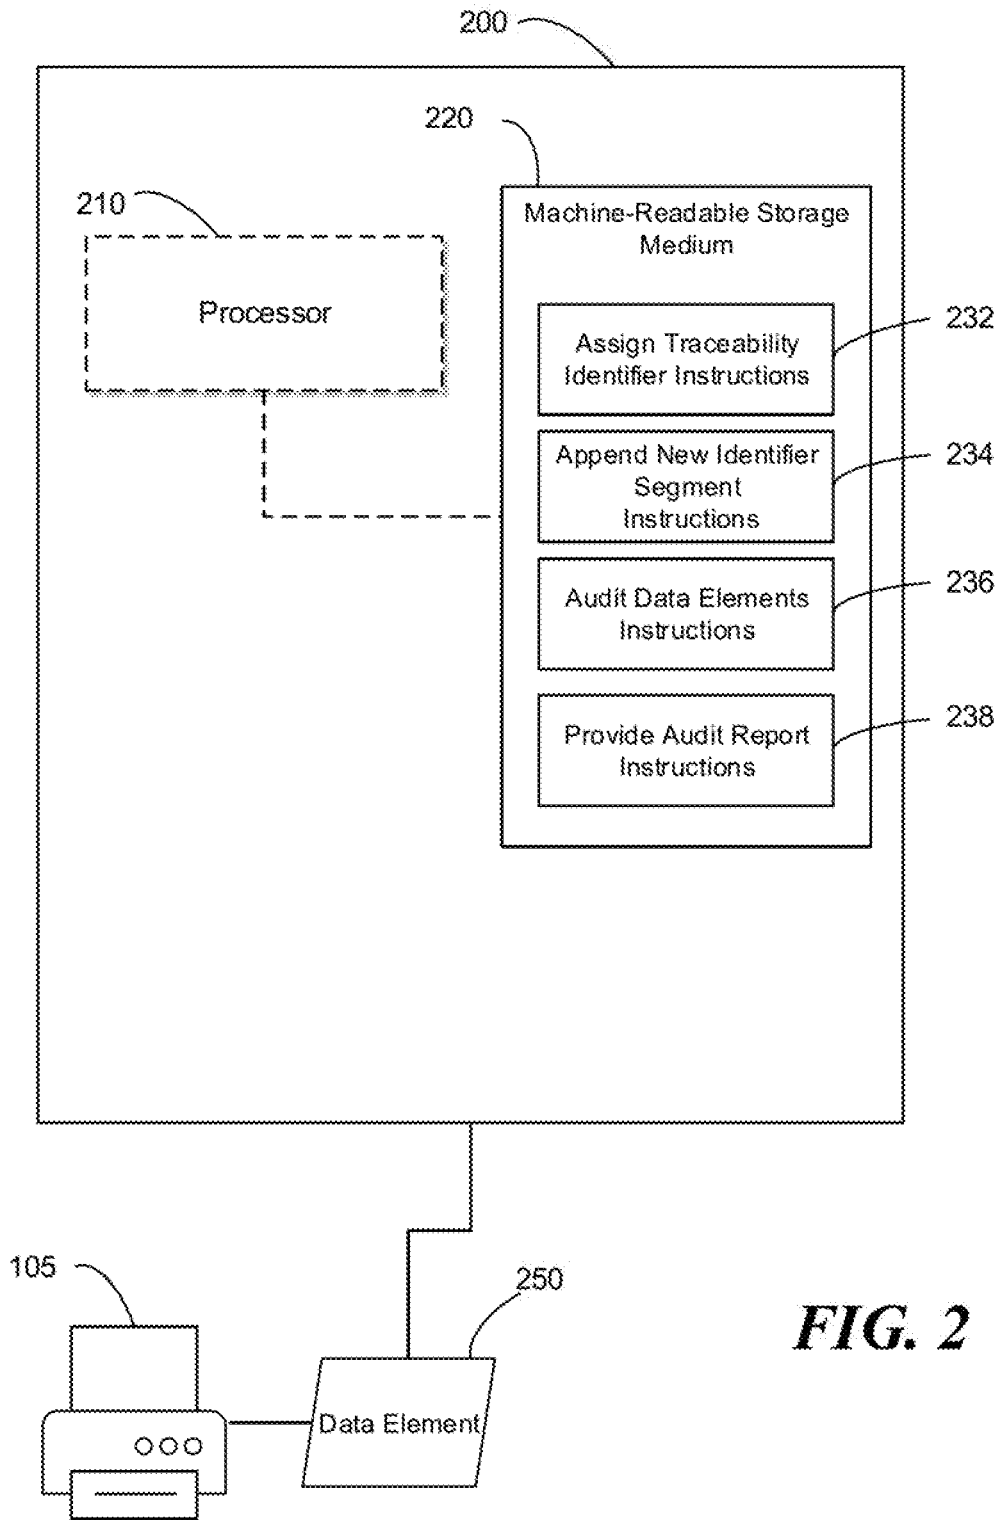 200
220
210
Machine-Readable Storage
Medium
Processor
232
Assign Traceability
Identifier Instructions
234
Append New Identifier
Segment
Instructions
236
Audit Data Elements
Instructions
238
Provide Audit Report
Instructions
105
250
FIG. 2
Data Element